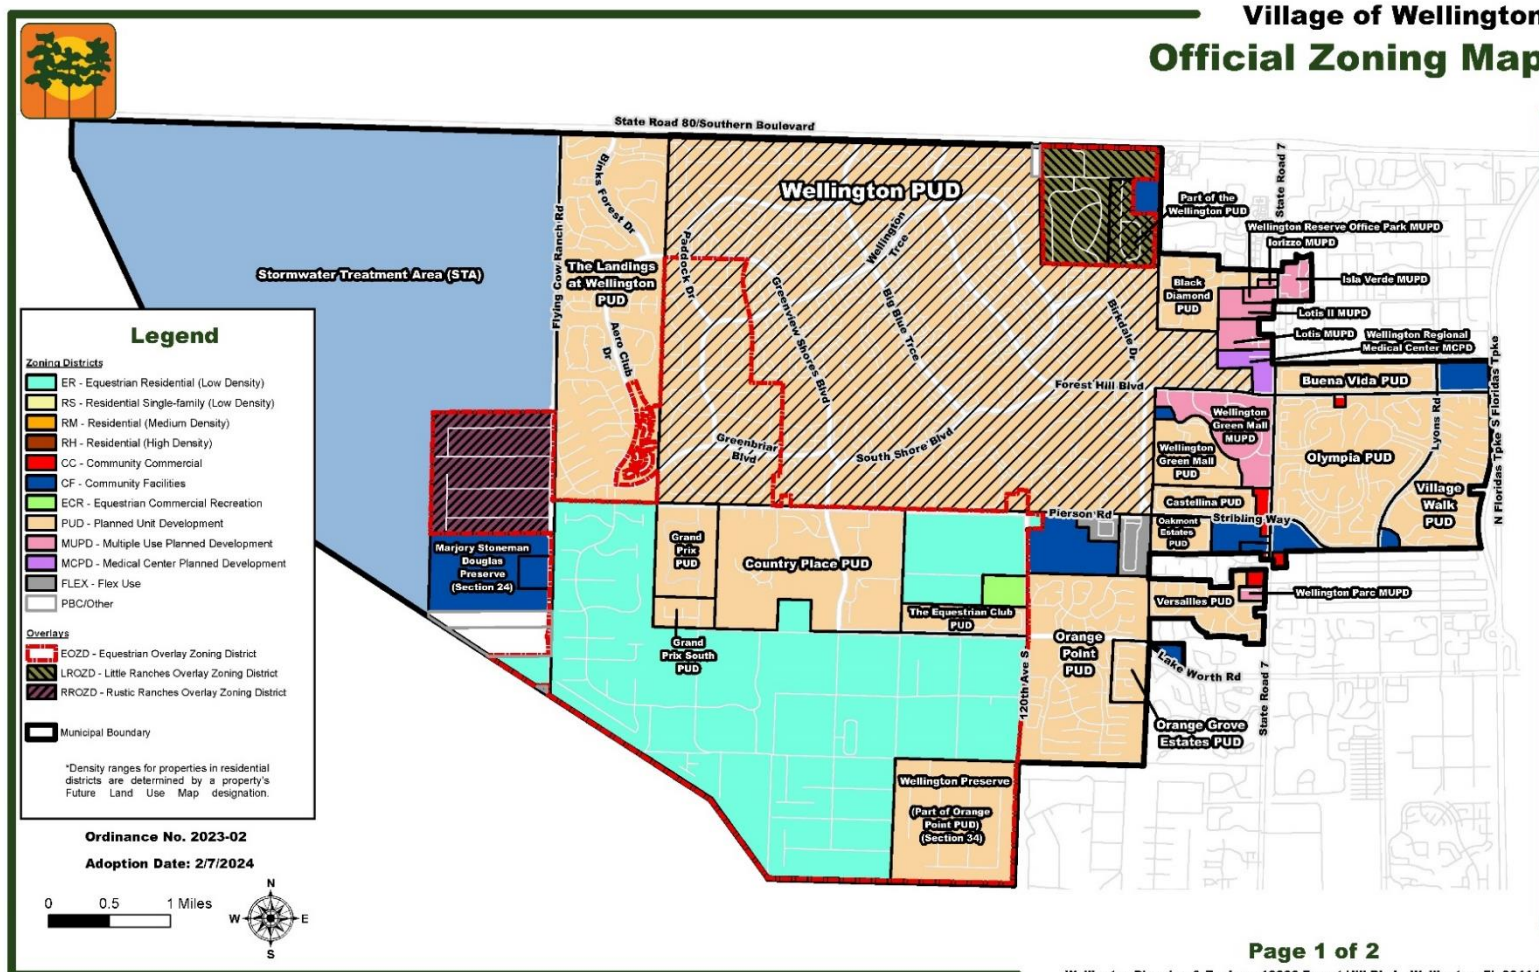 Village of Wellington
Official Zoning Map
State Road 80/Southern Boulevard
Wellington PUD
Binks Forest Dr
Flying Cow Ranch Rd
Stormwater Treatment Area (STA)
The Landings
at Wellington
PUD
Aero Club
Dr
Paddock Dr
Wellington
Trce
Greenview Shores Blvd
Big Blue Trce
Birkdale Dr
Forest Hill Blvd
Greenbriar
Blvd
South Shore Blvd
Part of the
Wellington PUD
State Road 7
Wellington Reserve Office Park MUPD
Iorizzo MUPD
Isla Verde MUPD
Black
Diamond
PUD
Lotis II MUPD
Lotis MUPD
Wellington Regional
Medical Center MCPD
Buena Vida PUD
N Floridas Tpke S Floridas Tpke
N Floridas Tpke
Lyons Rd
Wellington
Green Mall
MUPD
Wellington
Green Mall
PUD
Olympia PUD
Village
Walk
PUD
Castellina PUD
Pierson Rd
Stribling Way
Oakmont
Estates
PUD
Marjory Stoneman
Douglas
Preserve
(Section 24)
Grand
Prix
PUD
Country Place PUD
The Equestrian Club
PUD
Grand
Prix South
PUD
Versailles PUD
Wellington Parc MUPD
Orange
Point
PUD
Lake Worth Rd
120th Ave S
State Road 7
Orange Grove
Estates PUD
Wellington Preserve
(Part of Orange
Point PUD)
(Section 34)
Legend
Zoning Districts
ER - Equestrian Residential (Low Density)
RS - Residential Single-family (Low Density)
RM - Residential (Medium Density)
RH - Residential (High Density)
CC - Community Commercial
CF - Community Facilities
ECR - Equestrian Commercial Recreation
PUD - Planned Unit Development
MUPD - Multiple Use Planned Development
MCPD - Medical Center Planned Development
FLEX - Flex Use
PBC/Other
Overlays
EOZD - Equestrian Overlay Zoning District
LROZD - Little Ranches Overlay Zoning District
RROZD - Rustic Ranches Overlay Zoning District
Municipal Boundary
*Density ranges for properties in residential
districts are determined by a property's
Future Land Use Map designation.
Ordinance No. 2023-02
Adoption Date: 2/7/2024
0 0.5 1 Miles
N
W E
S
Page 1 of 2